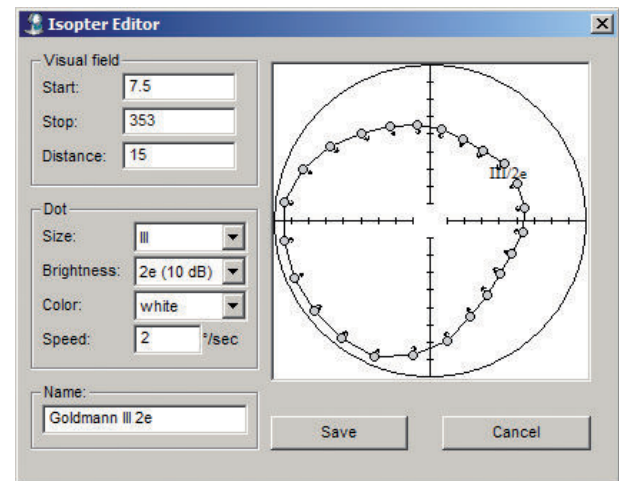 Isopter Editor
Visual field
Start: 7.5
Stop: 353
Distance: 15
III/2e
Dot
Size: III
Brightness: 2e (10 dB)
Color: white
Speed: 2 °/sec
Name:
Goldmann III 2e
Save Cancel